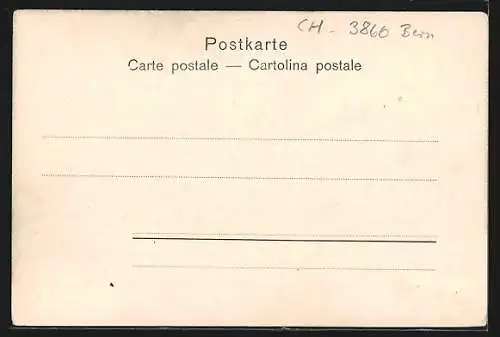 CH - 3860 Bern
Postkarte
Carte postale — Cartolina postale